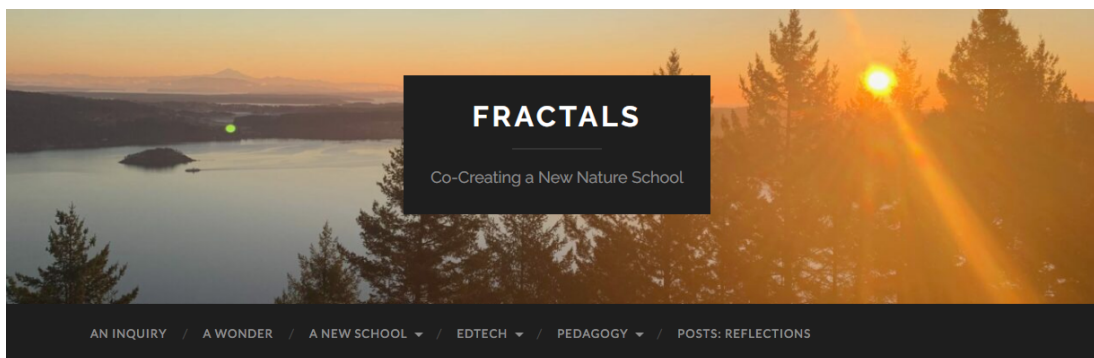 FRACTALS
Co-Creating a New Nature School
AN INQUIRY / A WONDER / A NEW SCHOOL / EDTECH / PEDAGOGY / POSTS: REFLECTIONS